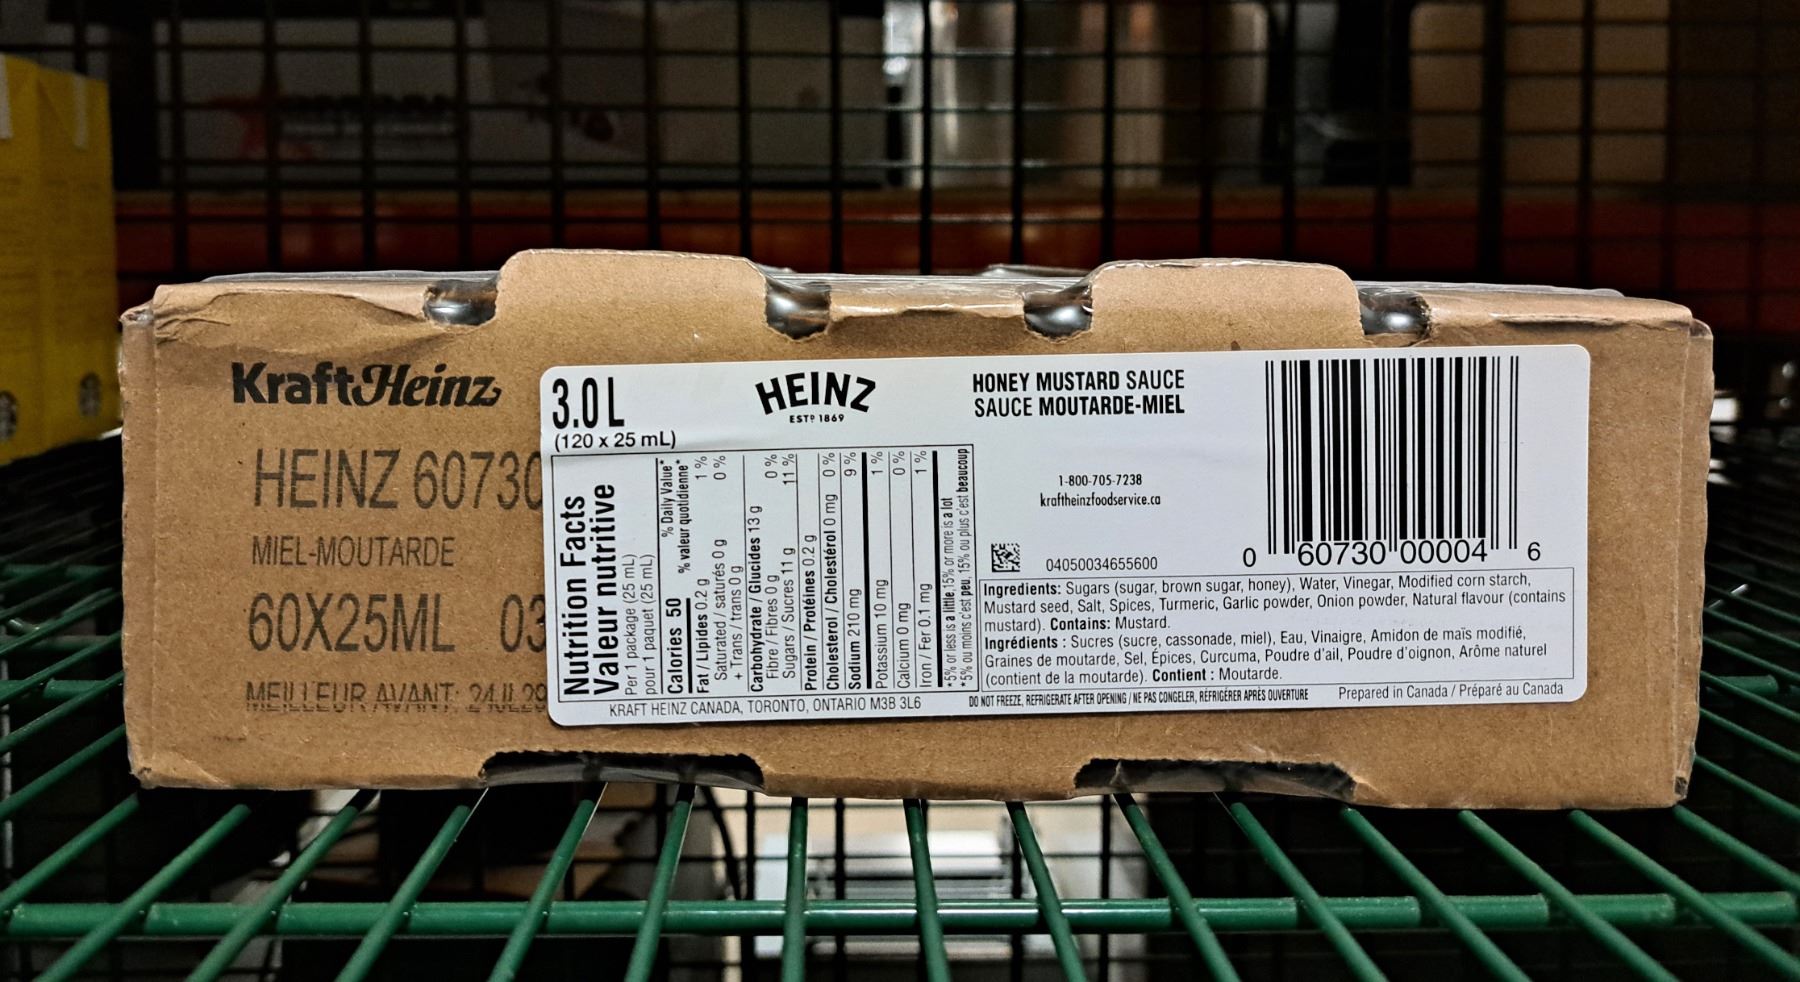 KraftHeinz
HEINZ 60730
MIEL-MOUTARDE
60X25ML 03
MEILLEUR AVANT: 24JL29
3.0 L
(120 x 25 mL)
HEINZ
ESTD 1869
HONEY MUSTARD SAUCE
SAUCE MOUTARDE-MIEL
Nutrition Facts
Valeur nutritive
Per 1 package (25 mL)
pour 1 paquet (25 mL)
Calories 50
% Daily Value*
% valeur quotidienne*
Fat / Lipides 0.2 g 1 %
Saturated / saturés 0 g 0 %
+ Trans / trans 0 g
Carbohydrate / Glucides 13 g
Fibre / Fibres 0 g 0 %
Sugars / Sucres 11 g 11 %
Protein / Protéines 0.2 g
Cholesterol / Cholestérol 0 mg 0 %
Sodium 210 mg 9 %
Potassium 10 mg 1 %
Calcium 0 mg 0 %
Iron / Fer 0.1 mg 1 %
*5% or less is a little, 15% or more is a lot
*5% ou moins c'est peu, 15% ou plus c'est beaucoup
KRAFT HEINZ CANADA, TORONTO, ONTARIO M3B 3L6
1-800-705-7238
kraftheinzfoodservice.ca
04050034655600
0 60730 00004 6
Ingredients: Sugars (sugar, brown sugar, honey), Water, Vinegar, Modified corn starch,
Mustard seed, Salt, Spices, Turmeric, Garlic powder, Onion powder, Natural flavour (contains
mustard). Contains: Mustard.
Ingrédients : Sucres (sucre, cassonade, miel), Eau, Vinaigre, Amidon de maïs modifié,
Graines de moutarde, Sel, Épices, Curcuma, Poudre d'ail, Poudre d'oignon, Arôme naturel
(contient de la moutarde). Contient : Moutarde.
DO NOT FREEZE, REFRIGERATE AFTER OPENING / NE PAS CONGELER, RÉFRIGÉRER APRÈS OUVERTURE
Prepared in Canada / Préparé au Canada